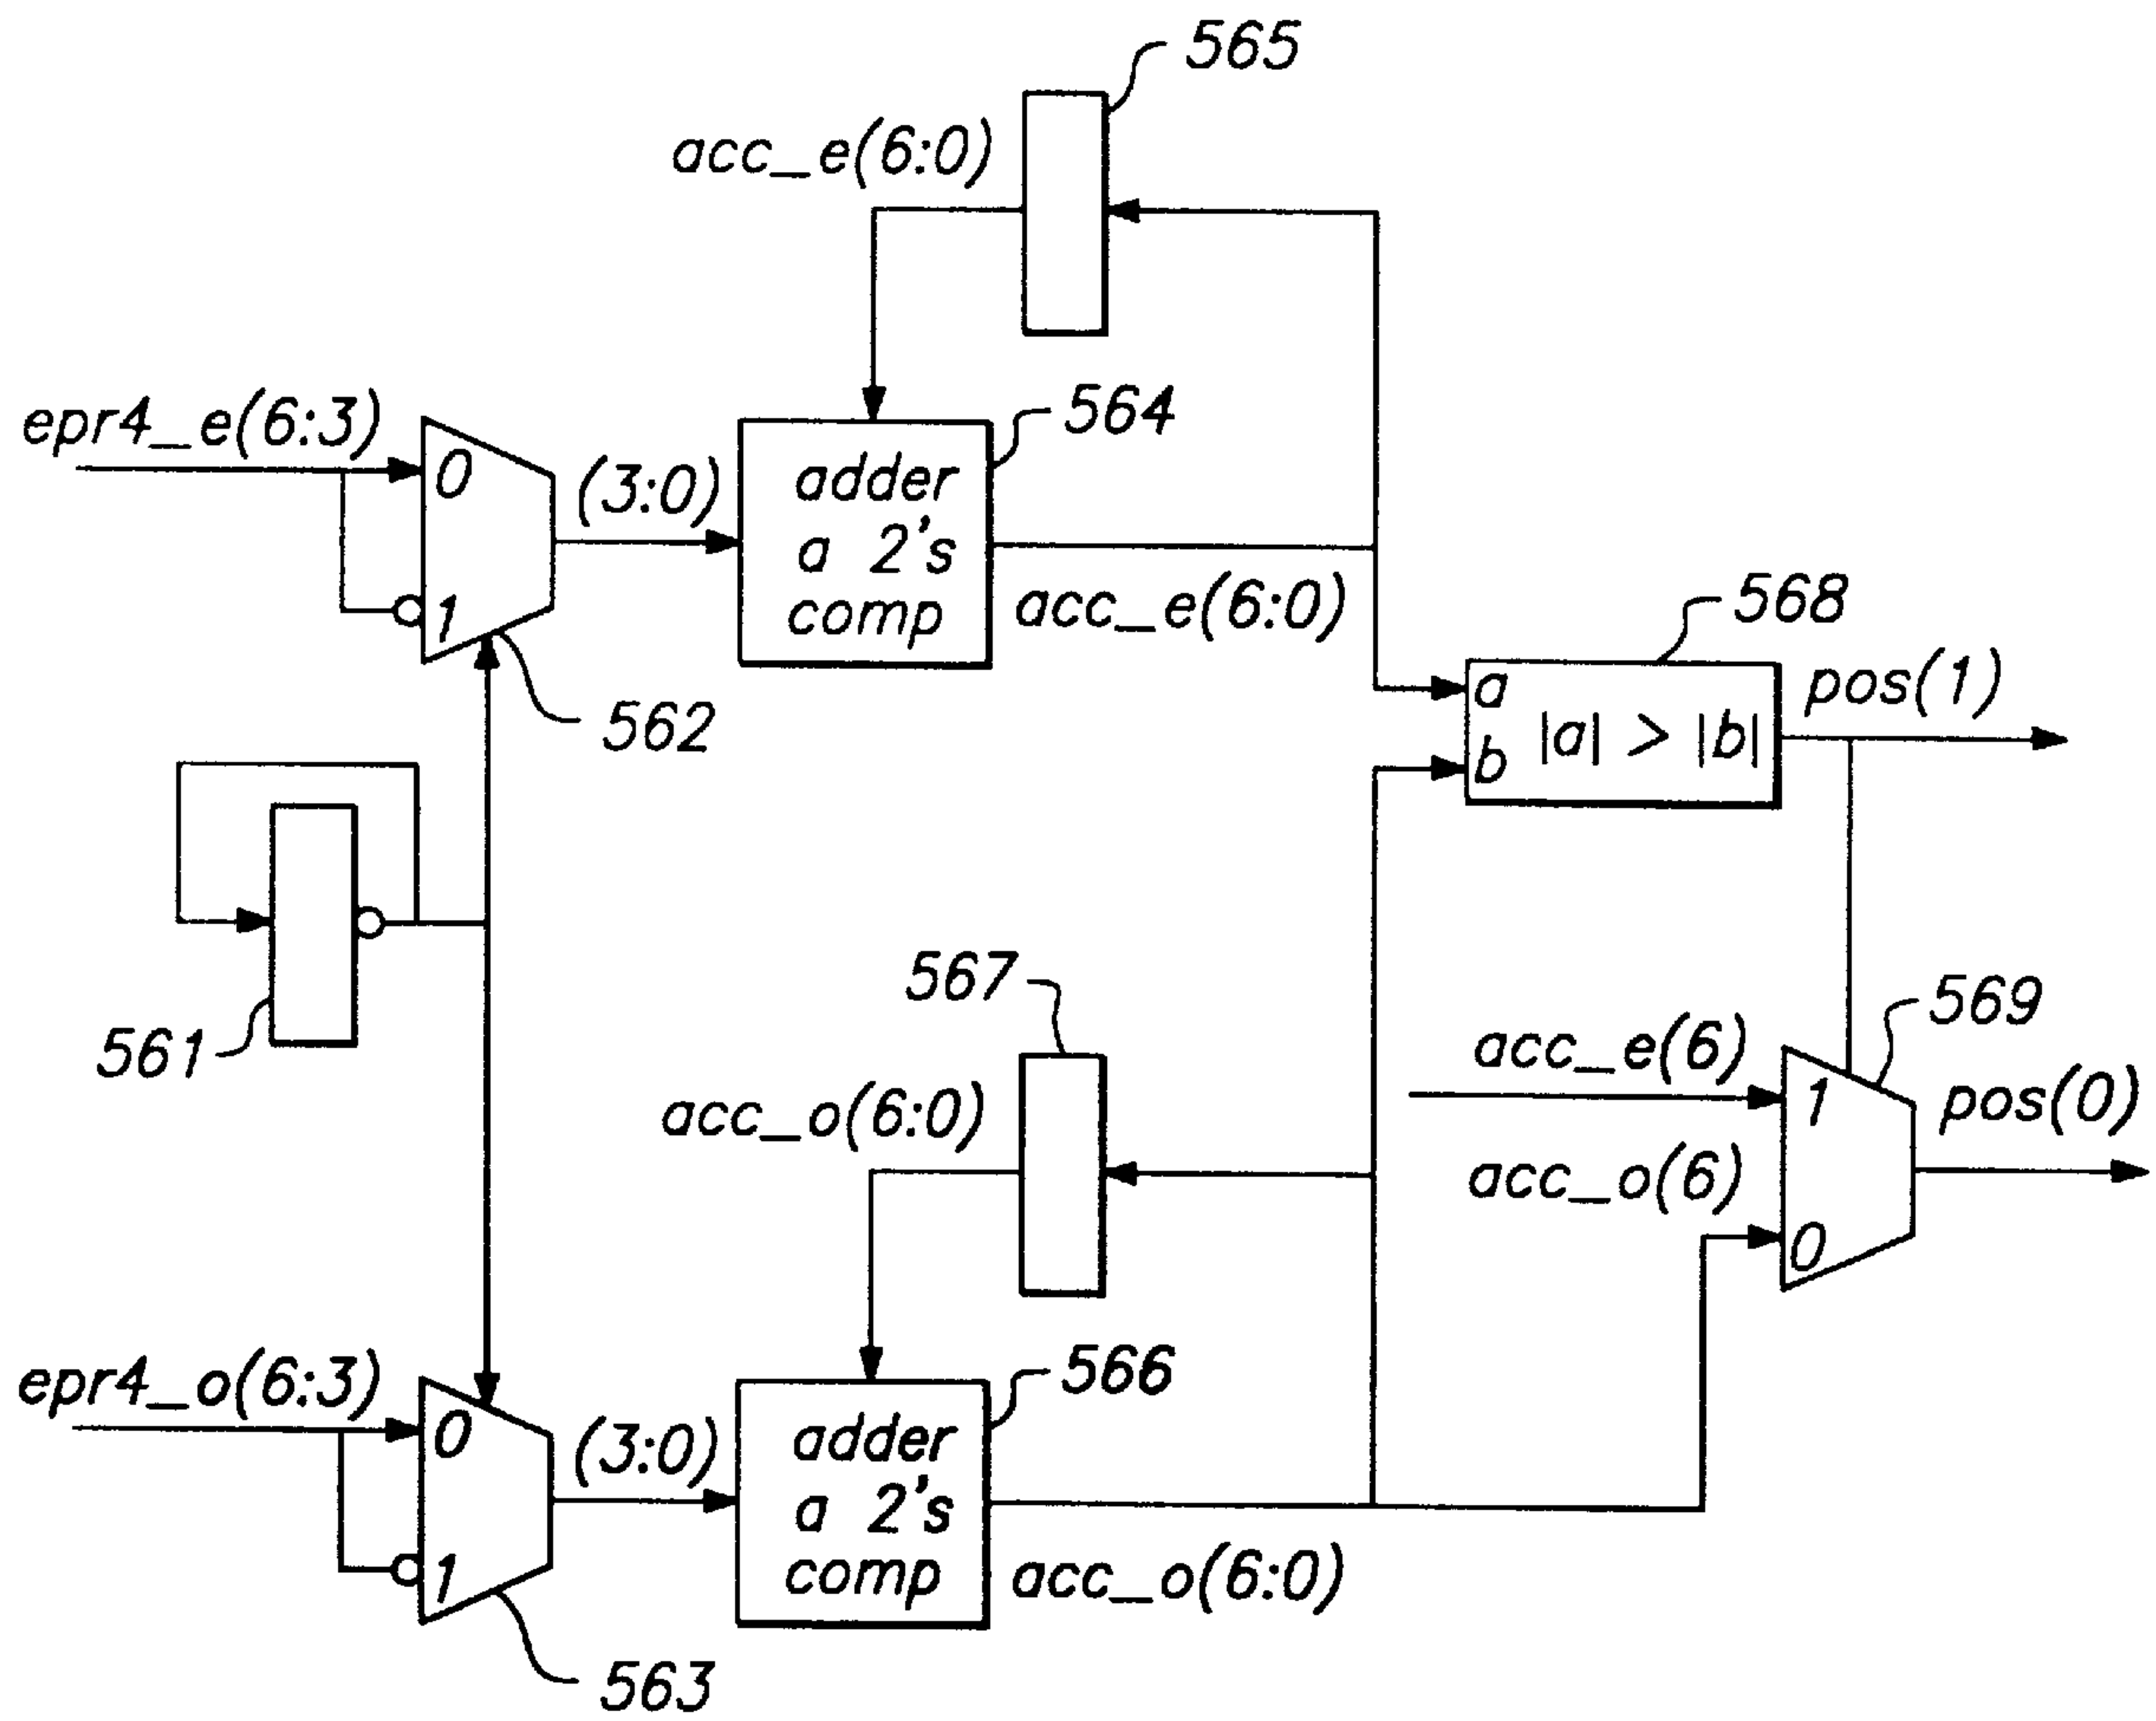 565
acc_e(6:0)
epr4_e(6:3)
0
1
(3:0)
adder
a 2's
comp
564
acc_e(6:0)
562
568
a
b
|a| > |b|
pos(1)
561
567
acc_o(6:0)
569
acc_e(6)
acc_o(6)
1
0
pos(0)
epr4_o(6:3)
0
1
(3:0)
adder
a 2's
comp
566
acc_o(6:0)
563